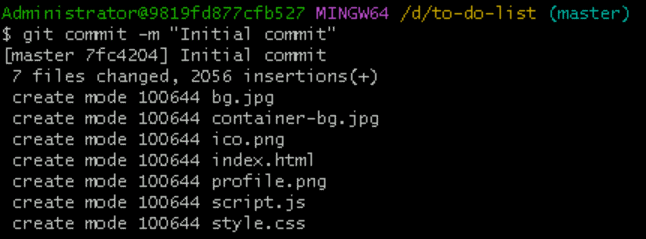 Administrator@9819fd877cfb527 MINGW64 /d/to-do-list (master)
$ git commit -m "Initial commit"
[master 7fc4204] Initial commit
 7 files changed, 2056 insertions(+)
 create mode 100644 bg.jpg
 create mode 100644 container-bg.jpg
 create mode 100644 ico.png
 create mode 100644 index.html
 create mode 100644 profile.png
 create mode 100644 script.js
 create mode 100644 style.css